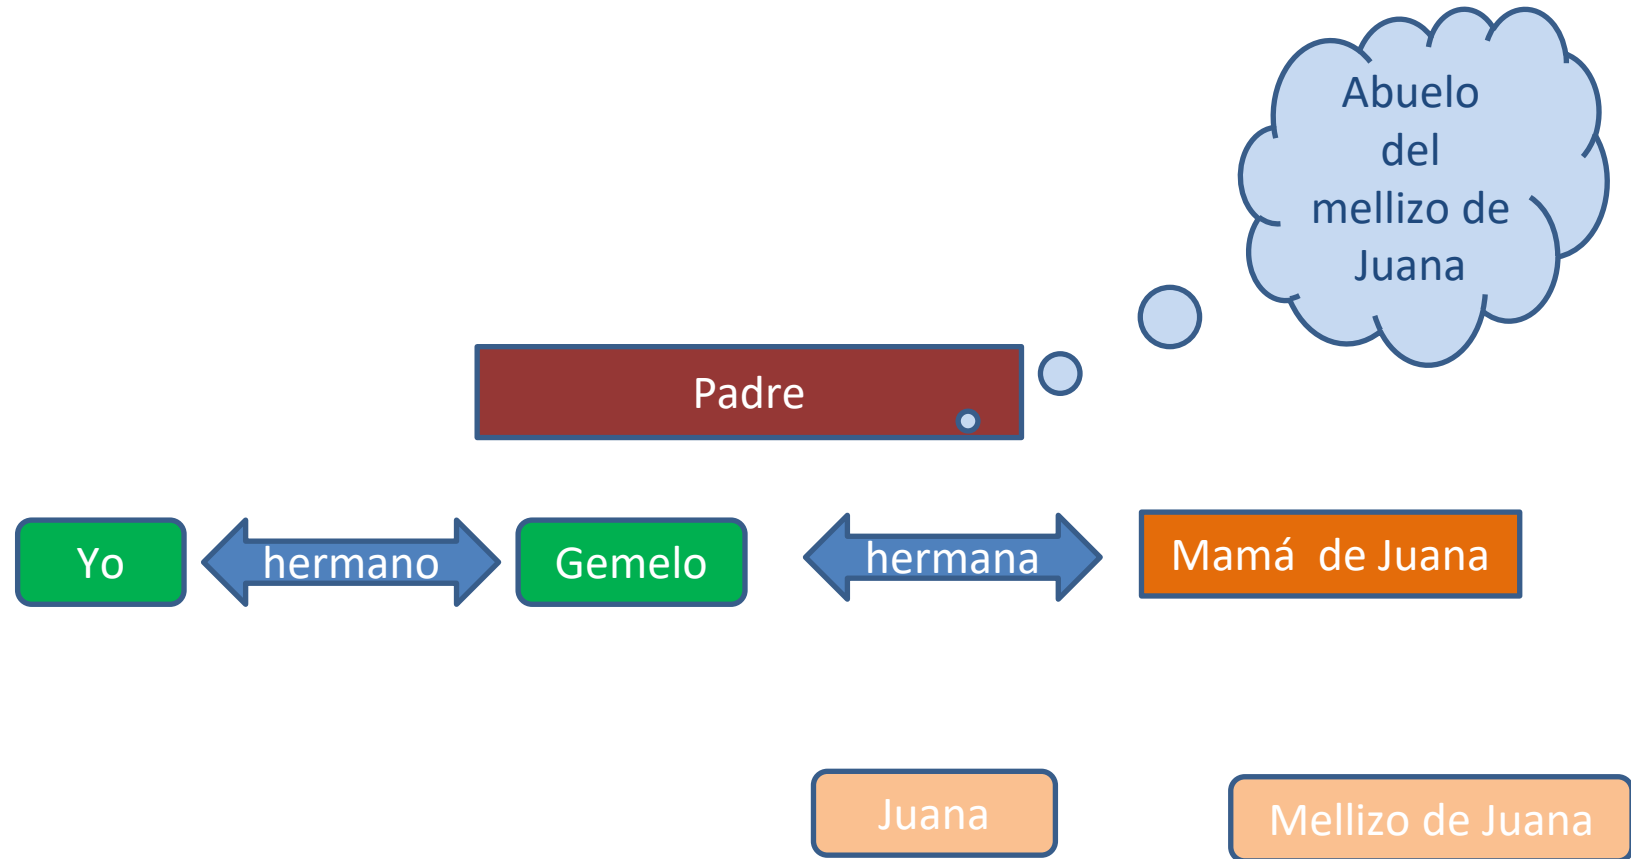 Abuelo
del
mellizo de
Juana
Padre
Yo
hermano
Gemelo
hermana
Mamá de Juana
Juana
Mellizo de Juana